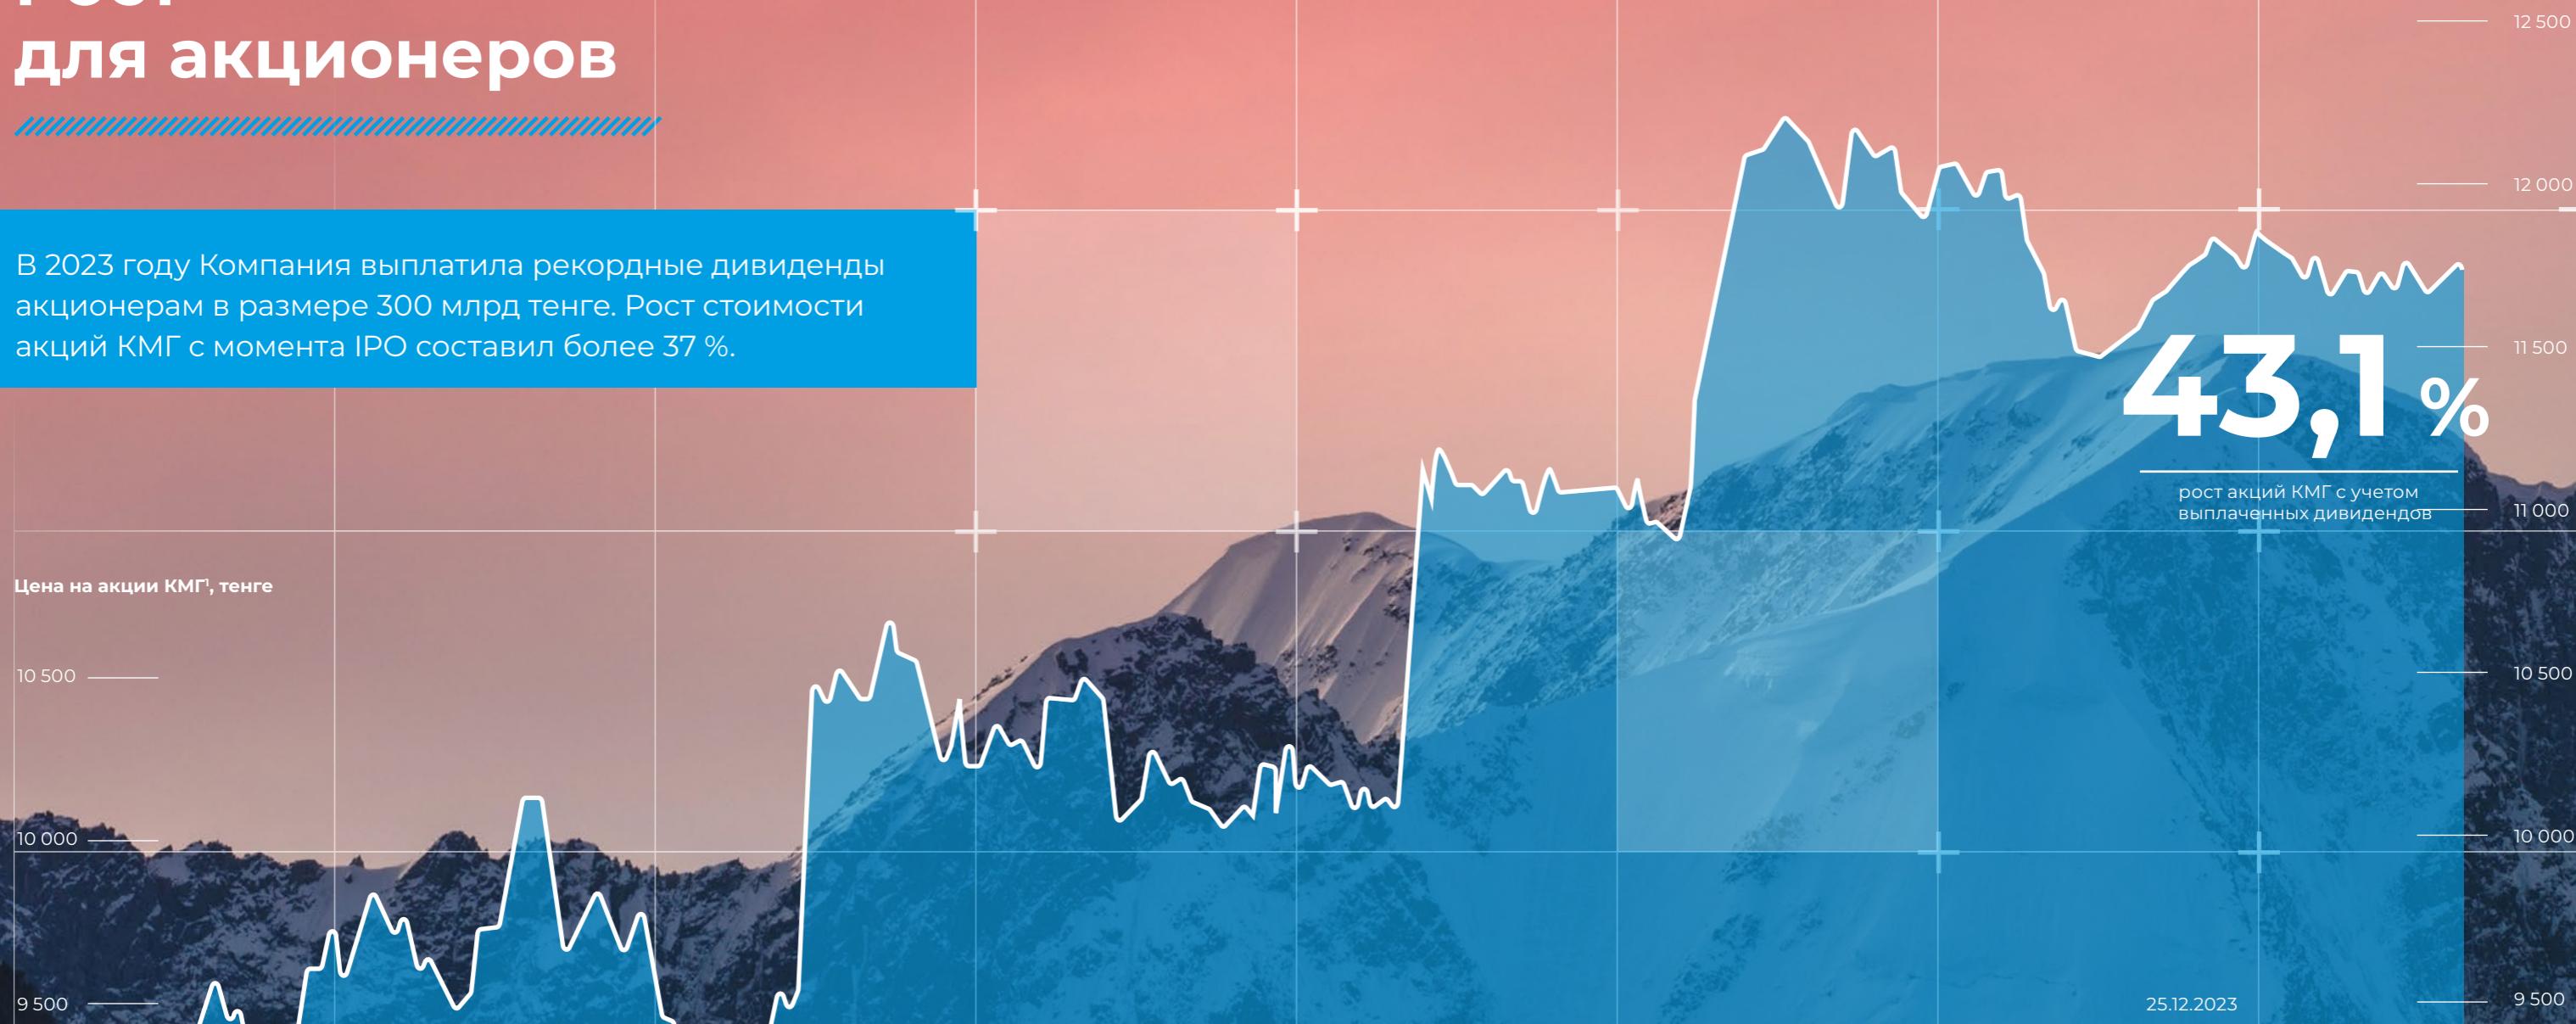 для акционеров
В 2023 году Компания выплатила рекордные дивиденды
акционерам в размере 300 млрд тенге. Рост стоимости
акций КМГ с момента IPO составил более 37 %.
12 500
12 000
11 500
43,1 %
рост акций КМГ с учетом
выплаченных дивидендов
11 000
Цена на акции КМГ¹, тенге
10 500
10 500
10 000
10 000
9 500
25.12.2023
9 500